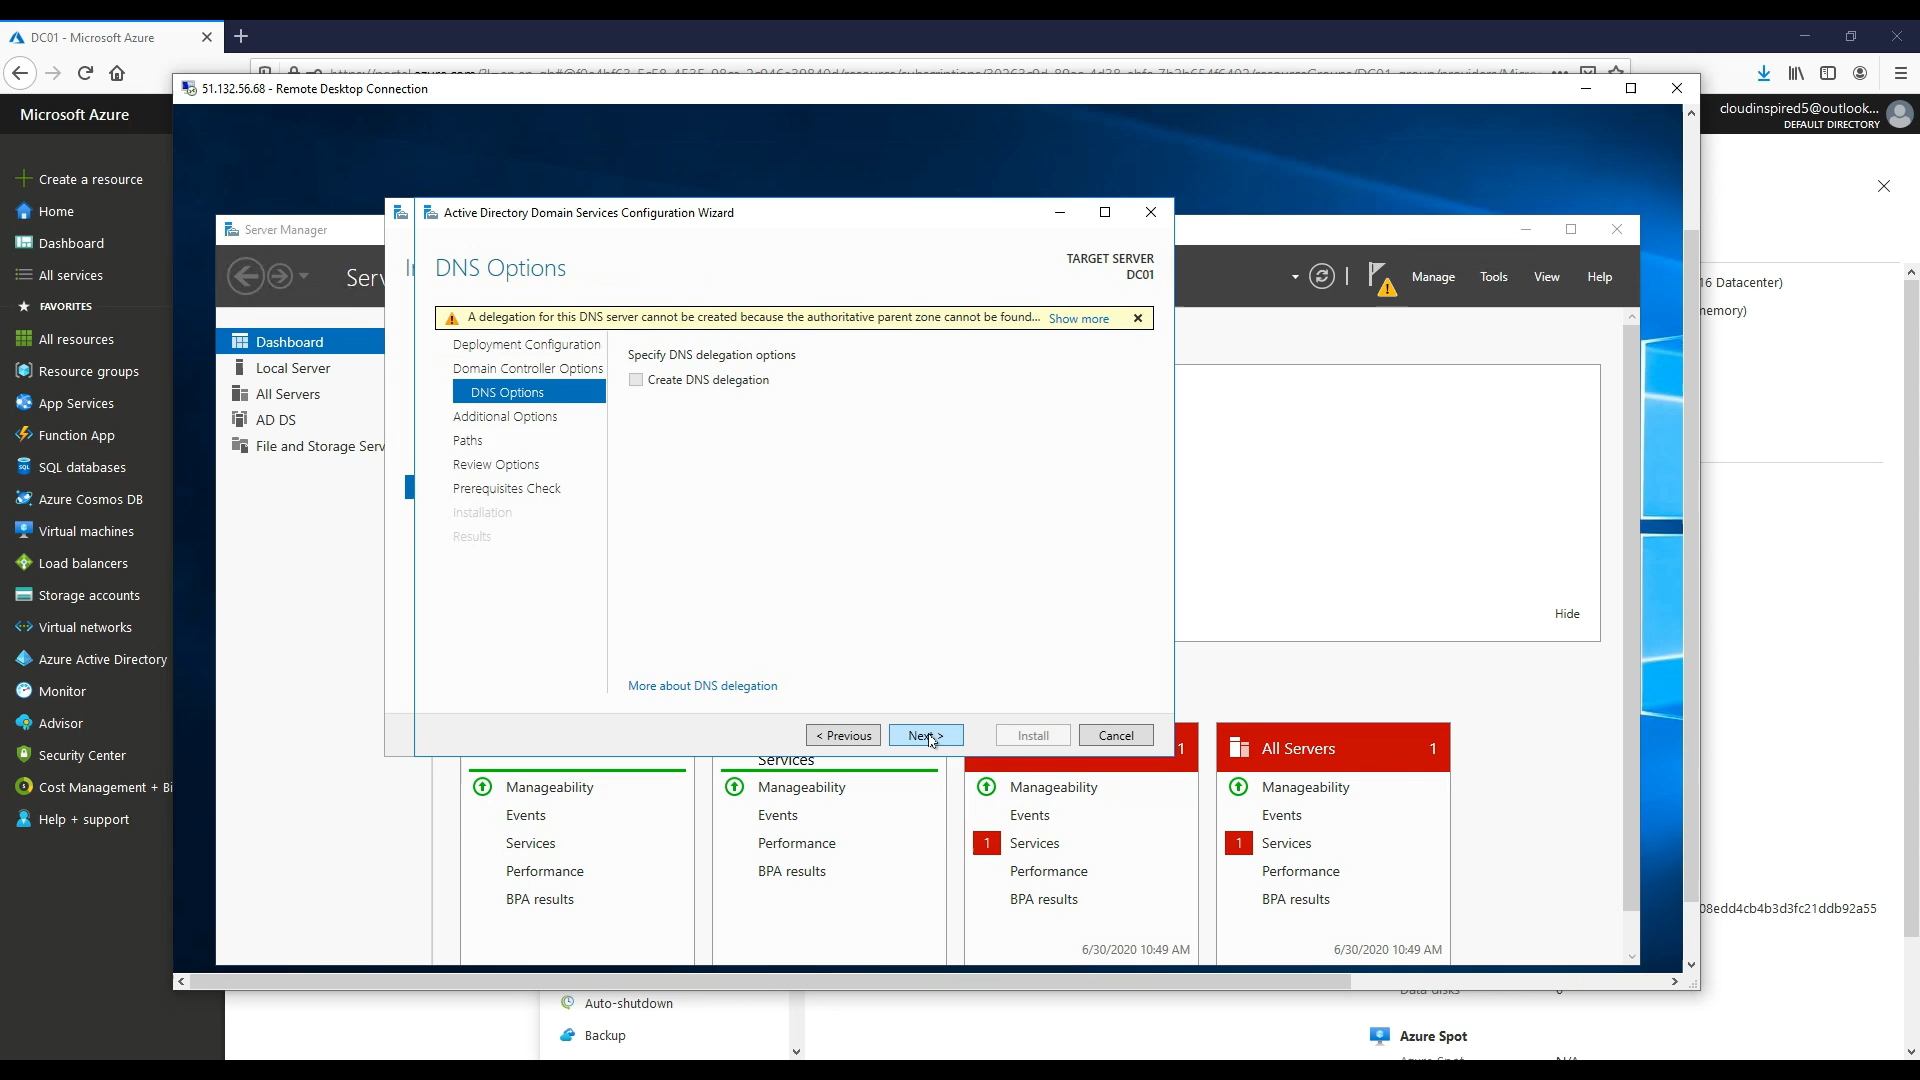 DC01 - Microsoft Azure
51.132.56.68 - Remote Desktop Connection
Microsoft Azure
cloudinspired5@outlook...
DEFAULT DIRECTORY
Create a resource
Home
Dashboard
All services
FAVORITES
All resources
Resource groups
App Services
Function App
SQL databases
Azure Cosmos DB
Virtual machines
Load balancers
Storage accounts
Virtual networks
Azure Active Directory
Monitor
Advisor
Security Center
Cost Management + Bi
Help + support
Server Manager
Serv
Manage
Tools
View
Help
Dashboard
Local Server
All Servers
AD DS
File and Storage Serv
Active Directory Domain Services Configuration Wizard
DNS Options
TARGET SERVER
DC01
A delegation for this DNS server cannot be created because the authoritative parent zone cannot be found... Show more
Deployment Configuration
Domain Controller Options
DNS Options
Additional Options
Paths
Review Options
Prerequisites Check
Installation
Results
Specify DNS delegation options
Create DNS delegation
More about DNS delegation
< Previous
Next >
Install
Cancel
Hide
Manageability
Events
Services
Performance
BPA results
Services
Manageability
Events
Performance
BPA results
1
Manageability
Events
1 Services
Performance
BPA results
6/30/2020 10:49 AM
All Servers 1
Manageability
Events
1 Services
Performance
BPA results
6/30/2020 10:49 AM
16 Datacenter)
memory)
08edd4cb4b3d3fc21ddb92a55
Auto-shutdown
Backup
Data disks
0
Azure Spot
Azure Spot
N/A